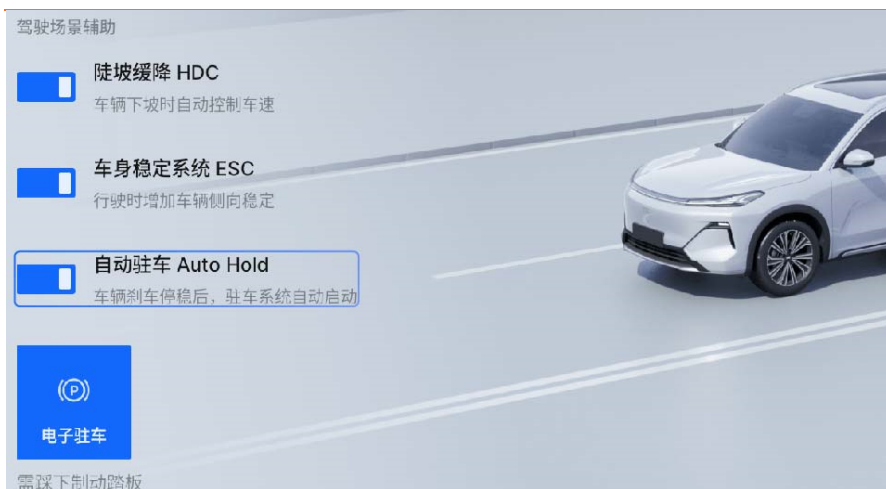 驾驶场景辅助
陡坡缓降 HDC
车辆下坡时自动控制车速
车身稳定系统 ESC
行驶时增加车辆侧向稳定
自动驻车 Auto Hold
车辆刹车停稳后，驻车系统自动启动
(P)
电子驻车
需踩下制动踏板